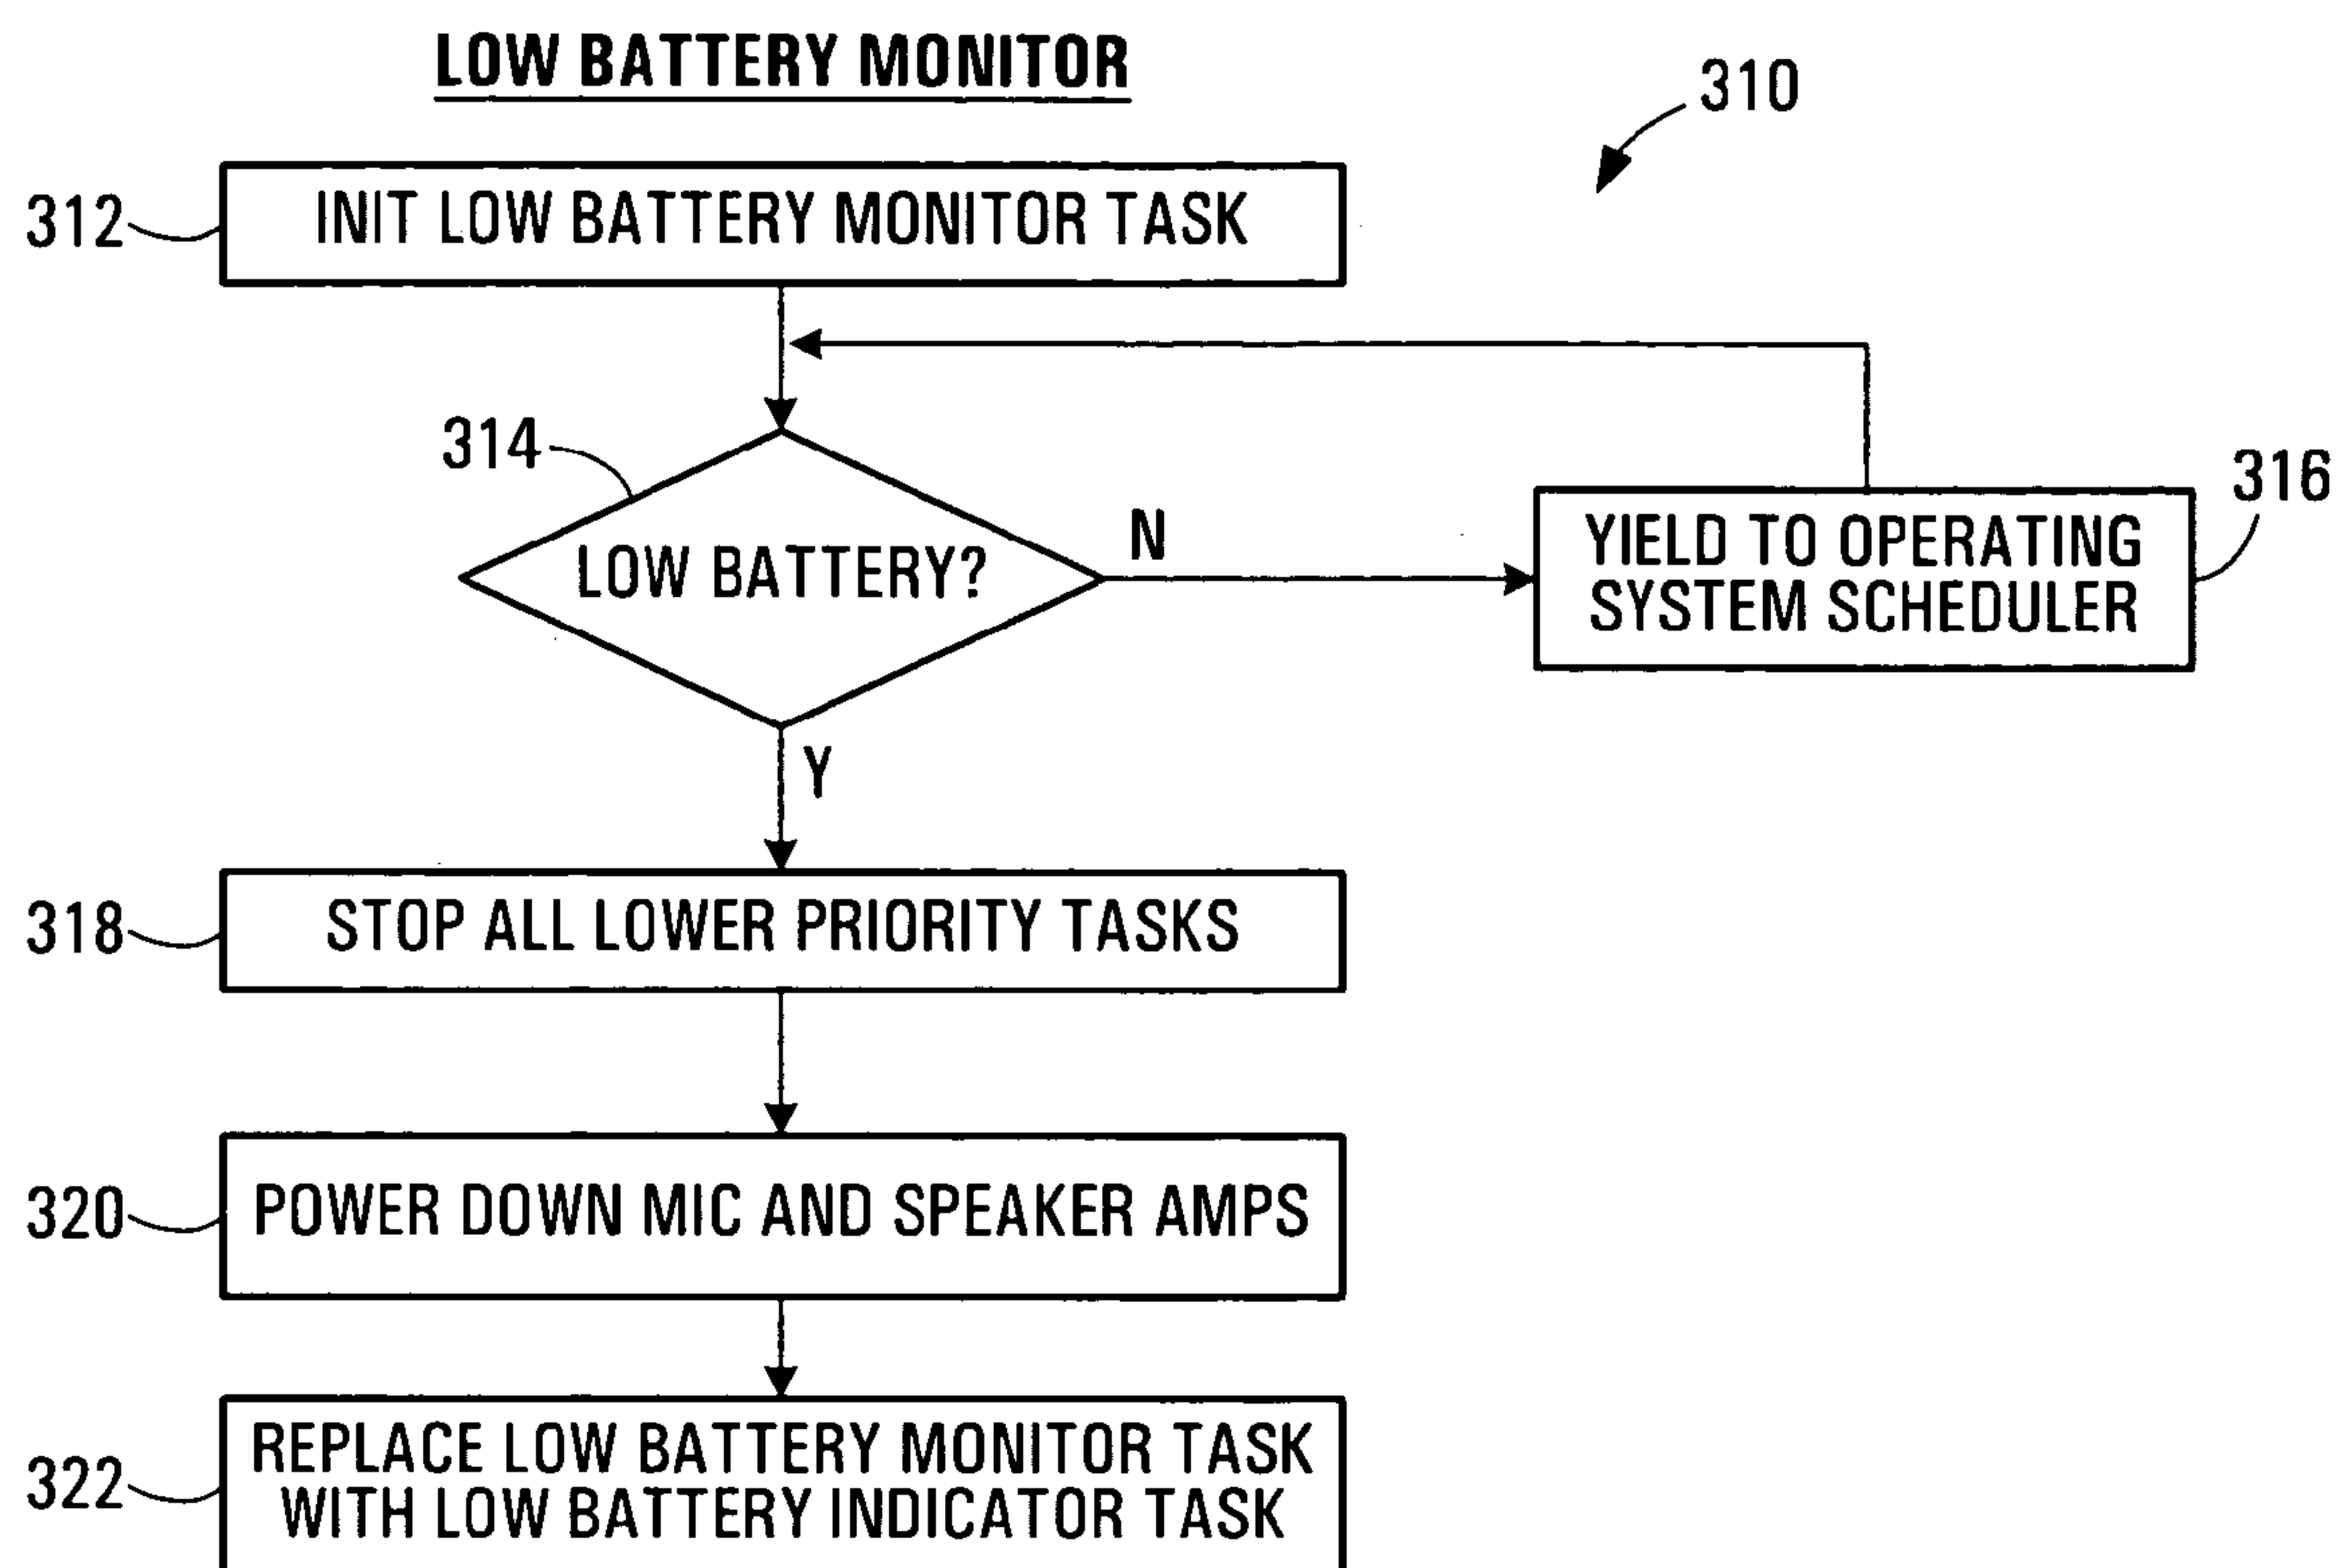 LOW BATTERY MONITOR
310
312
INIT LOW BATTERY MONITOR TASK
314
LOW BATTERY?
N
316
YIELD TO OPERATING
SYSTEM SCHEDULER
Y
318
STOP ALL LOWER PRIORITY TASKS
320
POWER DOWN MIC AND SPEAKER AMPS
322
REPLACE LOW BATTERY MONITOR TASK
WITH LOW BATTERY INDICATOR TASK